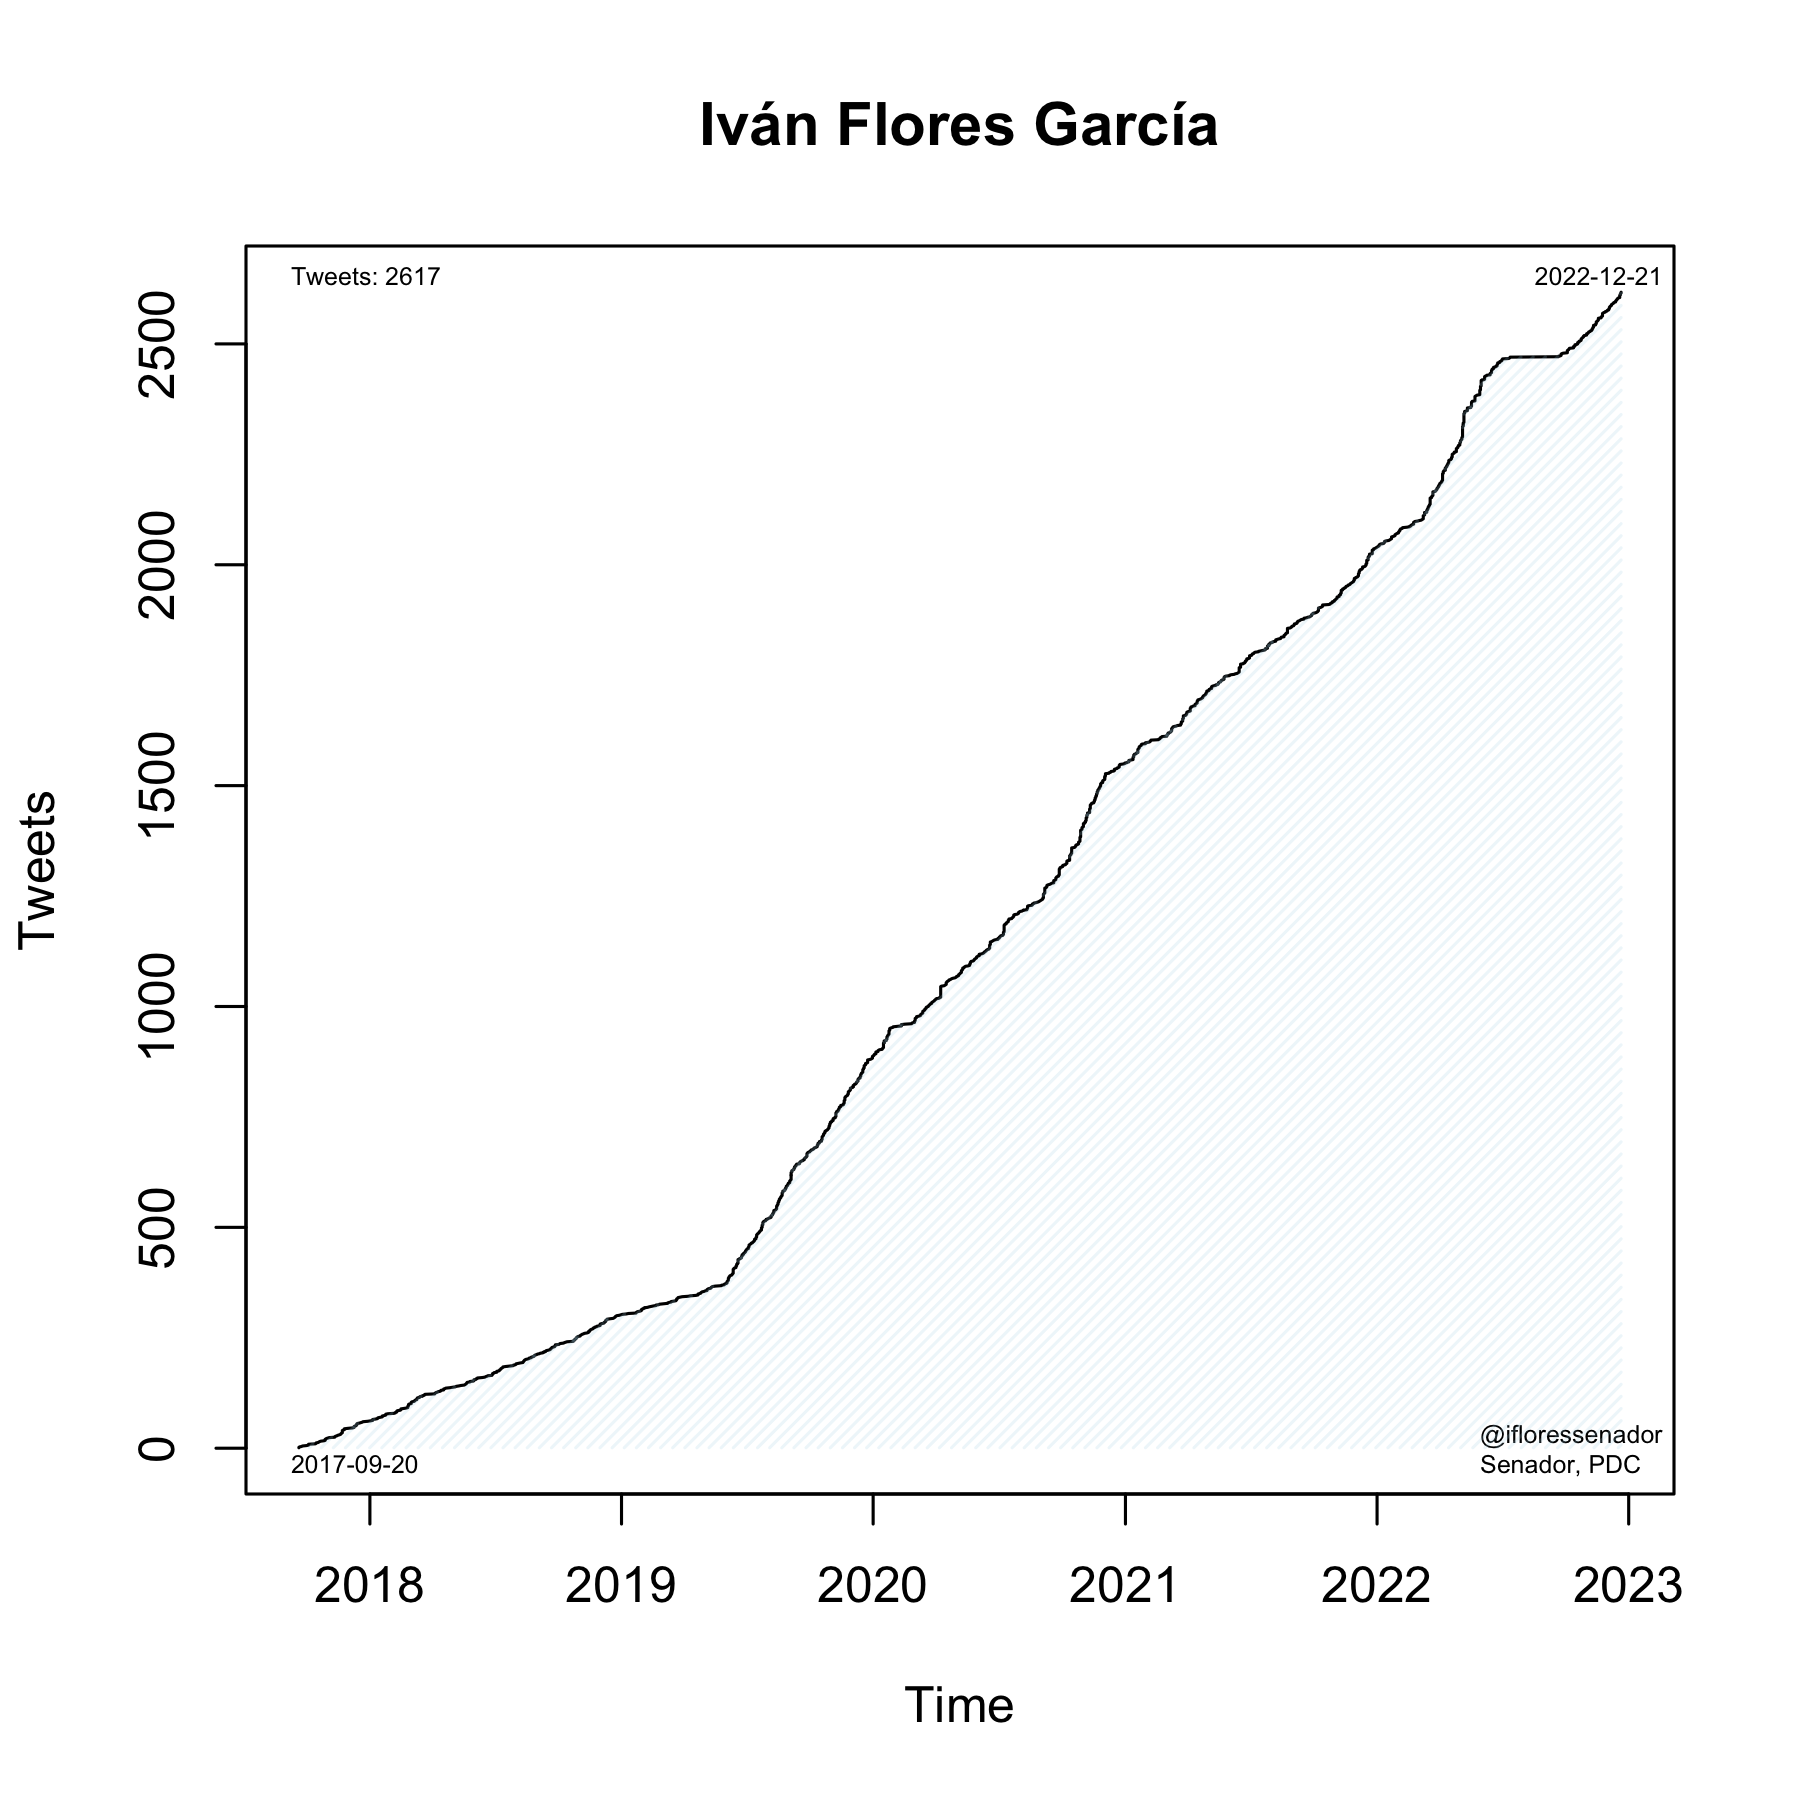 Iván Flores García
Tweets: 2617
2022-12-21
2500
2000
1500
1000
500
0
Tweets
2017-09-20
@ifloressenador
Senador, PDC
2018 2019 2020 2021 2022 2023
Time